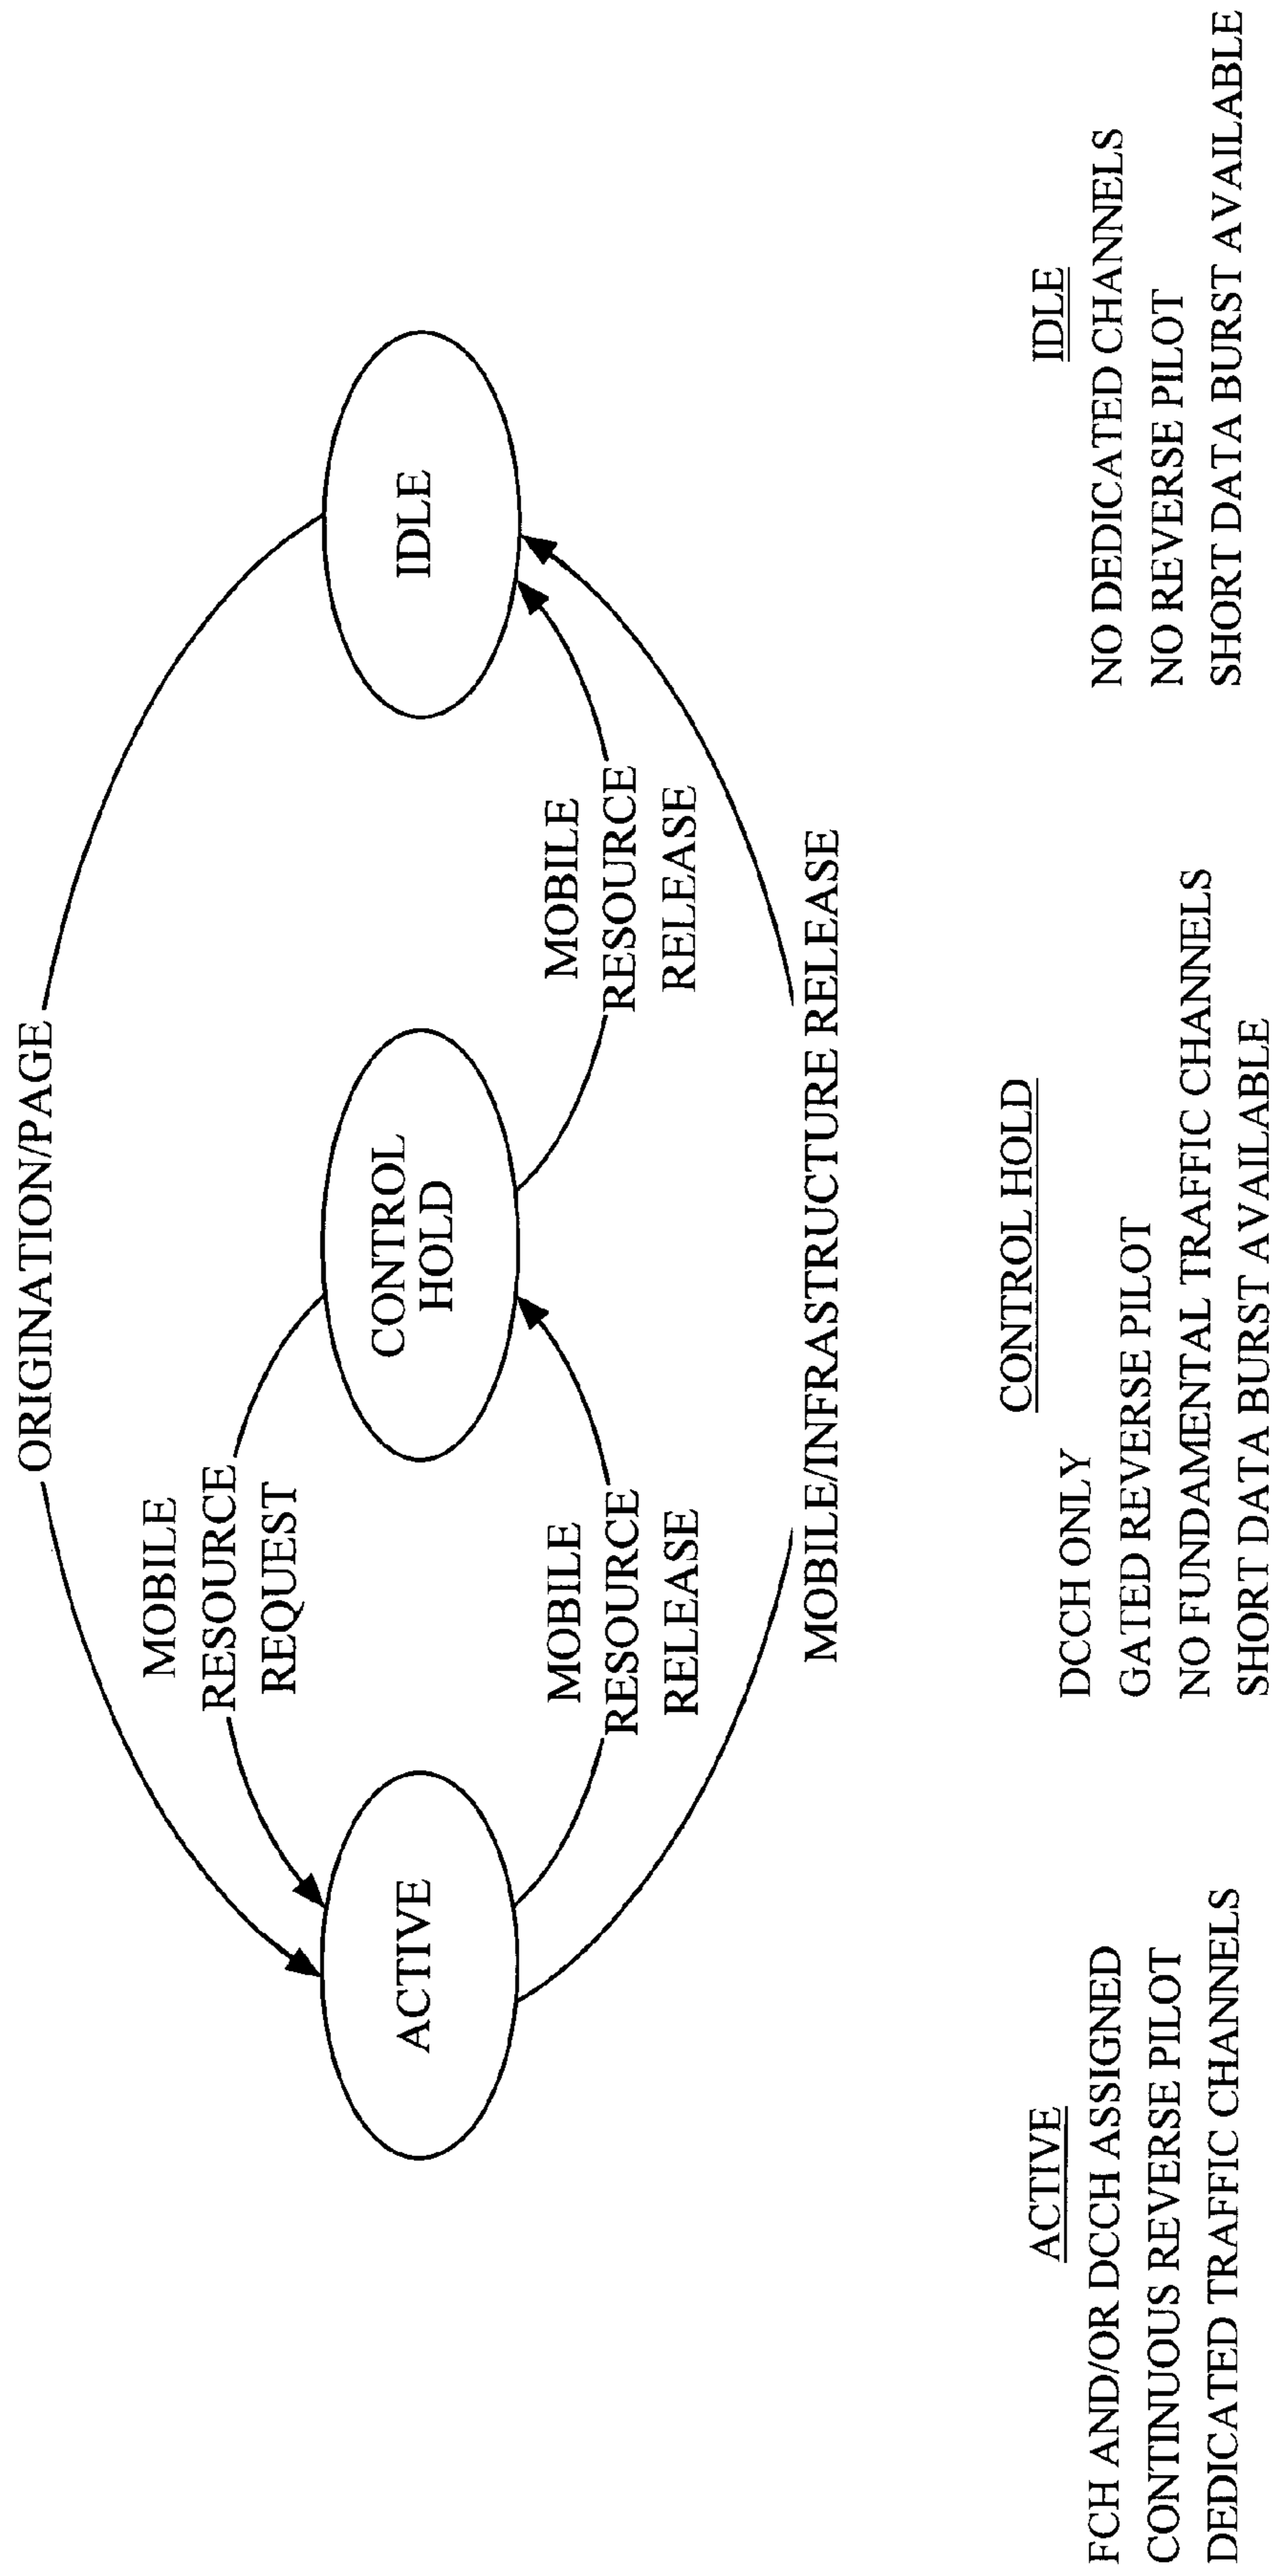 ORIGINATION/PAGE
MOBILE
RESOURCE
REQUEST
ACTIVE
CONTROL
HOLD
IDLE
MOBILE
RESOURCE
RELEASE
MOBILE
RESOURCE
RELEASE
MOBILE/INFRASTRUCTURE RELEASE
ACTIVE
FCH AND/OR DCCH ASSIGNED
CONTINUOUS REVERSE PILOT
DEDICATED TRAFFIC CHANNELS
CONTROL HOLD
DCCH ONLY
GATED REVERSE PILOT
NO FUNDAMENTAL TRAFFIC CHANNELS
SHORT DATA BURST AVAILABLE
IDLE
NO DEDICATED CHANNELS
NO REVERSE PILOT
SHORT DATA BURST AVAILABLE